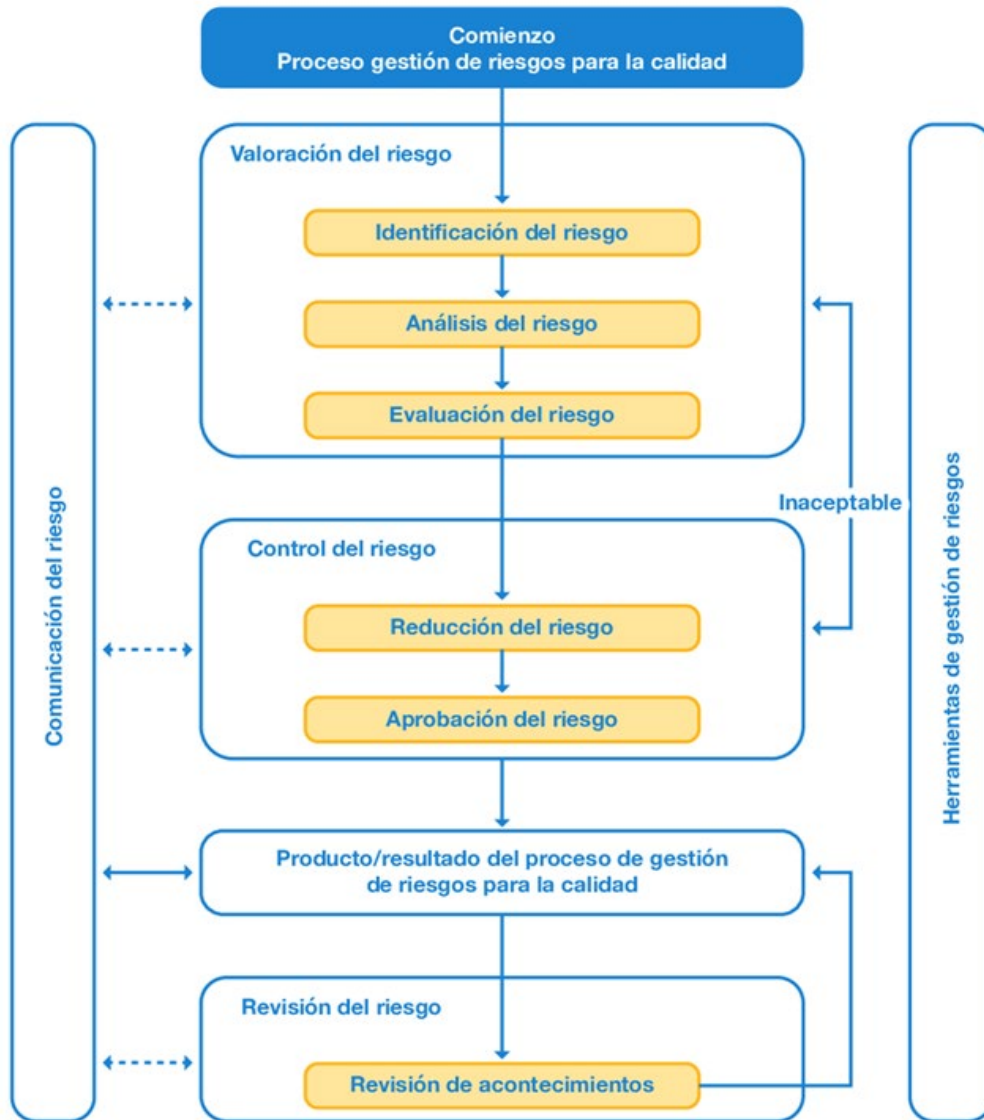 Comienzo
Proceso gestión de riesgos para la calidad
Valoración del riesgo
Identificación del riesgo
Análisis del riesgo
Evaluación del riesgo
Inaceptable
Control del riesgo
Reducción del riesgo
Aprobación del riesgo
Producto/resultado del proceso de gestión
de riesgos para la calidad
Revisión del riesgo
Revisión de acontecimientos
Comunicación del riesgo
Herramientas de gestión de riesgos